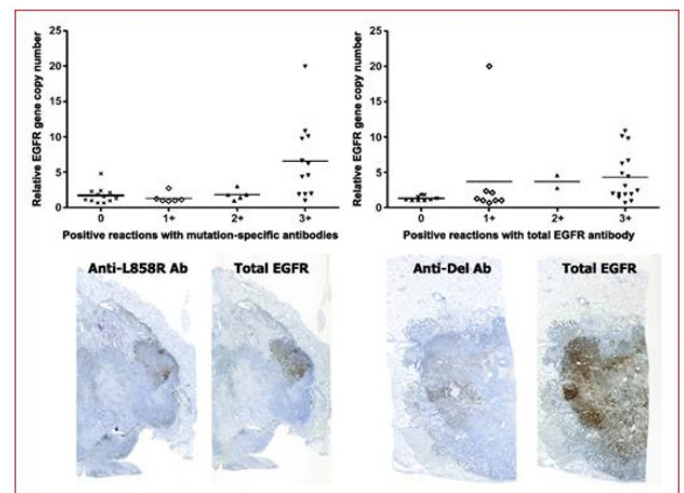 25
20
15
10
5
0
Relative EGFR gene copy number
0 1+ 2+ 3+
Positive reactions with mutation-specific antibodies
25
20
15
10
5
0
Relative EGFR gene copy number
0 1+ 2+ 3+
Positive reactions with total EGFR antibody
Anti-L858R Ab Total EGFR
Anti-Del Ab Total EGFR